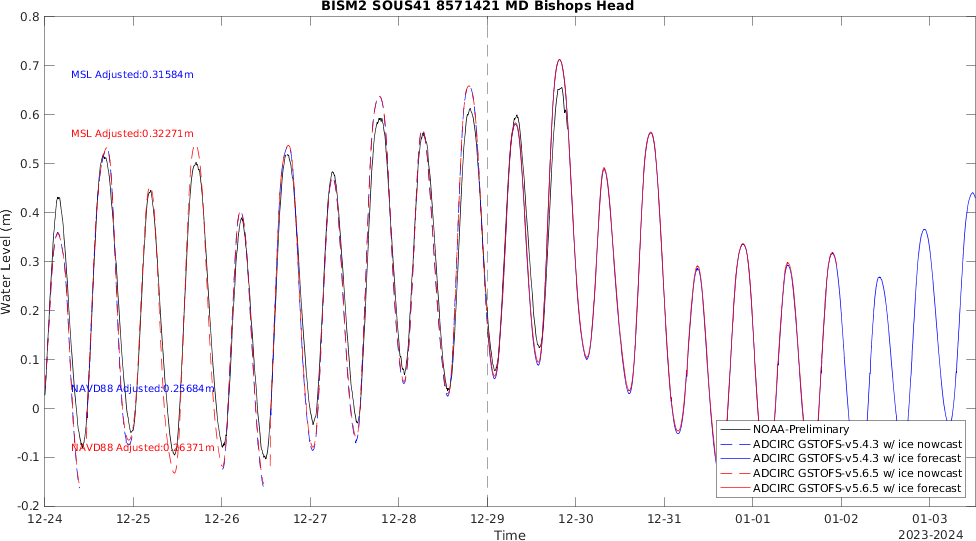 BISM2 SOUS41 8571421 MD Bishops Head
0.8
0.7
0.6
0.5
0.4
0.3
0.2
0.1
0
-0.1
-0.2
Water Level (m)
MSL Adjusted:0.31584m
MSL Adjusted:0.32271m
NAVD88 Adjusted:0.25684m
NAVD88 Adjusted:0.26371m
NOAA-Preliminary
ADCIRC GSTOFS-v5.4.3 w/ ice nowcast
ADCIRC GSTOFS-v5.4.3 w/ ice forecast
ADCIRC GSTOFS-v5.6.5 w/ ice nowcast
ADCIRC GSTOFS-v5.6.5 w/ ice forecast
12-24 12-25 12-26 12-27 12-28 12-29 12-30 12-31 01-01 01-02 01-03
Time
2023-2024